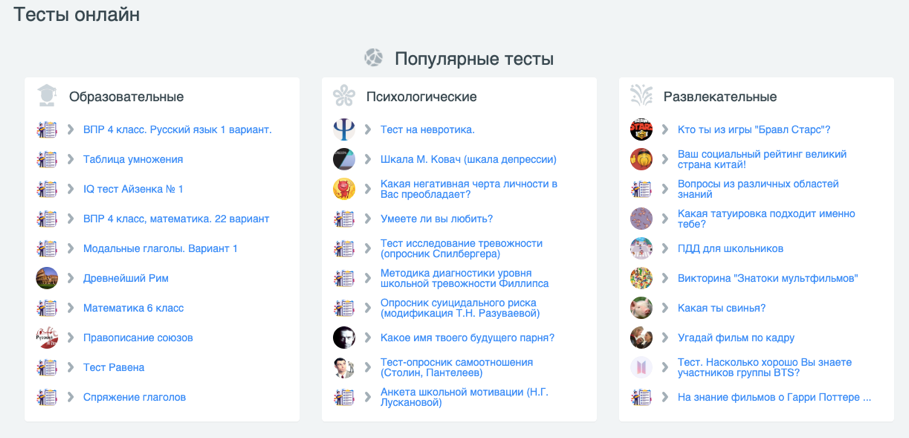 Тесты онлайн
Популярные тесты
Образовательные
ВПР 4 класс. Русский язык 1 вариант.
Таблица умножения
IQ тест Айзенка № 1
ВПР 4 класс, математика. 22 вариант
Модальные глаголы. Вариант 1
Древнейший Рим
Математика 6 класс
Правописание союзов
Тест Равена
Спряжение глаголов
Психологические
Тест на невротика.
Шкала М. Ковач (шкала депрессии)
Какая негативная черта личности в
Вас преобладает?
Умеете ли вы любить?
Тест исследование тревожности
(опросник Спилбергера)
Методика диагностики уровня
школьной тревожности Филлипса
Опросник суицидального риска
(модификация Т.Н. Разуваевой)
Какое имя твоего будущего парня?
Тест-опросник самоотношения
(Столин, Пантелеев)
Анкета школьной мотивации (Н.Г.
Лускановой)
Развлекательные
Кто ты из игры "Бравл Старс"?
Ваш социальный рейтинг великий
страна китай!
Вопросы из различных областей
знаний
Какая татуировка подходит именно
тебе?
ПДД для школьников
Викторина "Знатоки мультфильмов"
Какая ты свинья?
Угадай фильм по кадру
Тест. Насколько хорошо Вы знаете
участников группы BTS?
На знание фильмов о Гарри Поттере ...